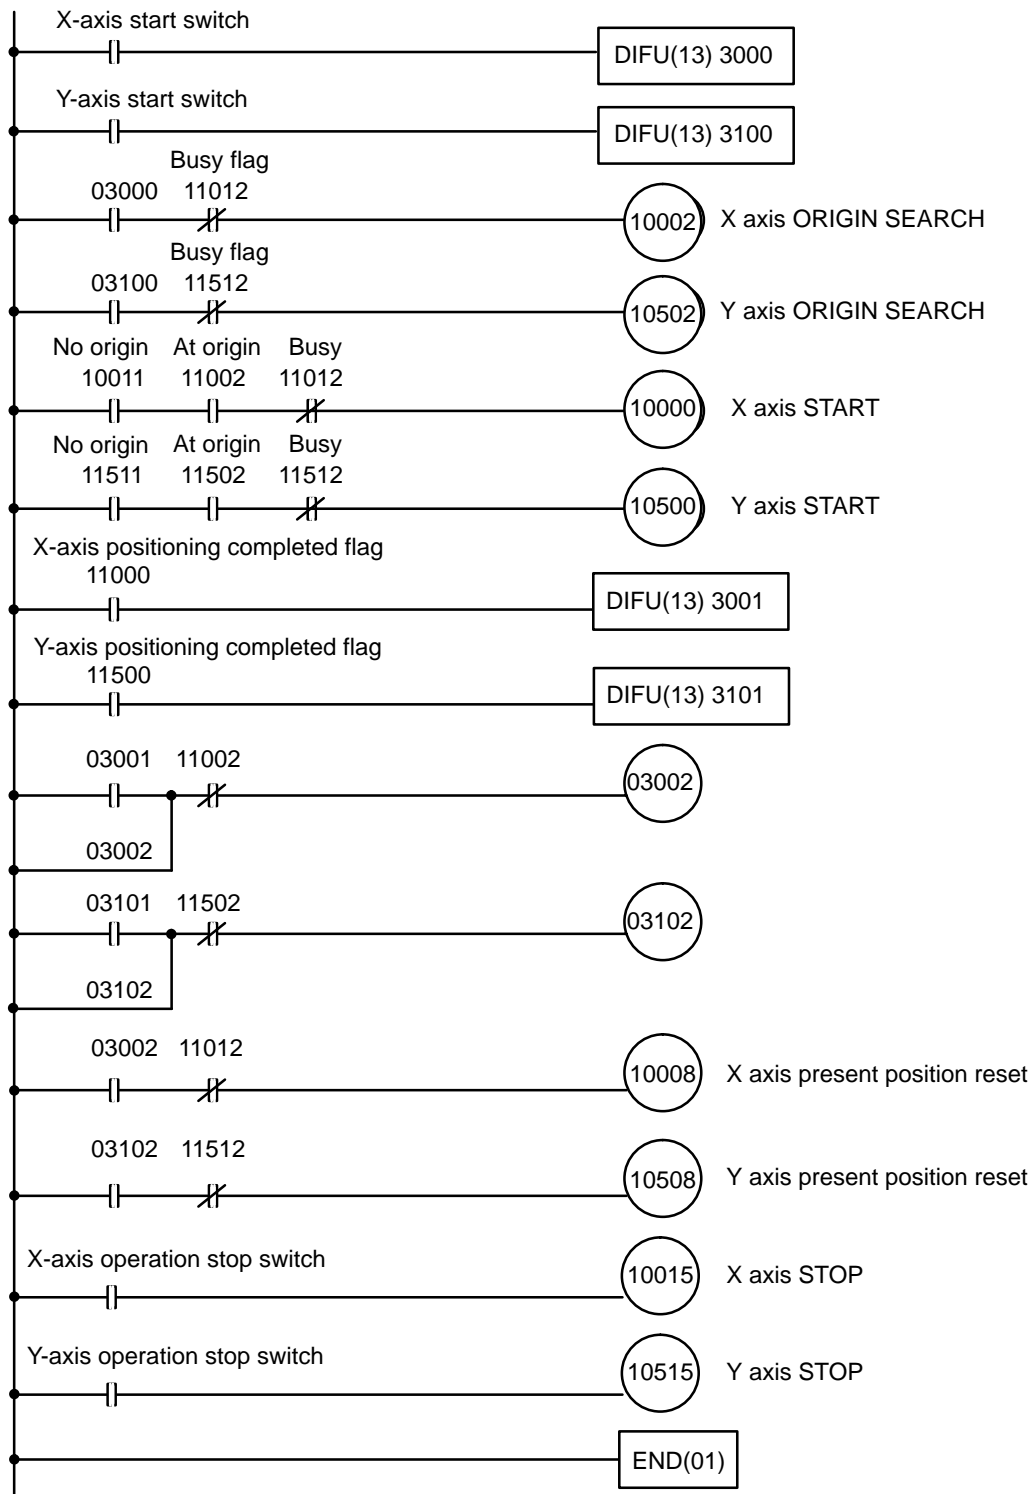 X-axis start switch
DIFU(13) 3000
Y-axis start switch
DIFU(13) 3100
Busy flag
03000 11012
10002 X axis ORIGIN SEARCH
Busy flag
03100 11512
10502 Y axis ORIGIN SEARCH
No origin At origin Busy
10011 11002 11012
10000 X axis START
No origin At origin Busy
11511 11502 11512
10500 Y axis START
X-axis positioning completed flag
11000
DIFU(13) 3001
Y-axis positioning completed flag
11500
DIFU(13) 3101
03001 11002
03002
03002
03101 11502
03102
03102
03002 11012
10008 X axis present position reset
03102 11512
10508 Y axis present position reset
X-axis operation stop switch
10015 X axis STOP
Y-axis operation stop switch
10515 Y axis STOP
END(01)